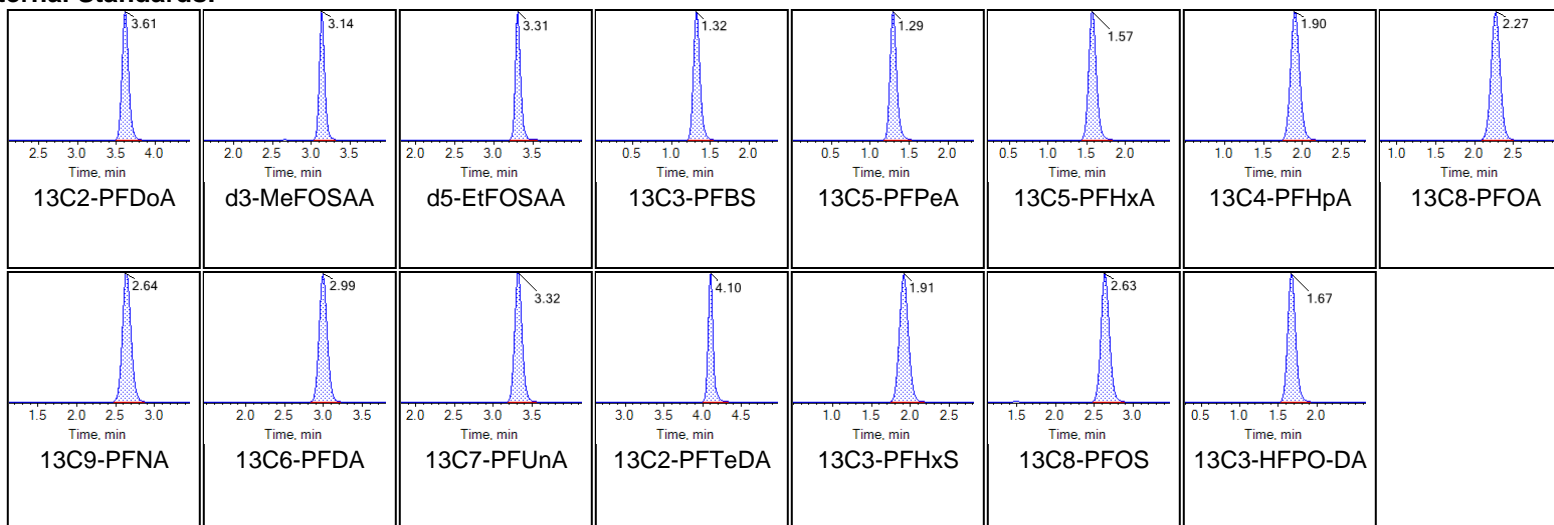 ternal Standards:
3.61 3.14 3.31 1.32 1.29 1.57 1.90 2.27
2.5 3.0 3.5 4.0 2.0 2.5 3.0 3.5 2.0 2.5 3.0 3.5 0.5 1.0 1.5 2.0 0.5 1.0 1.5 2.0 0.5 1.0 1.5 2.0 1.0 1.5 2.0 2.5 1.0 1.5 2.0 2.5
Time, min Time, min Time, min Time, min Time, min Time, min Time, min Time, min
13C2-PFDoA d3-MeFOSAA d5-EtFOSAA 13C3-PFBS 13C5-PFPeA 13C5-PFHxA 13C4-PFHpA 13C8-PFOA
2.64 2.99 3.32 4.10 1.91 2.63 1.67
1.5 2.0 2.5 3.0 2.0 2.5 3.0 3.5 2.0 2.5 3.0 3.5 3.0 3.5 4.0 4.5 1.0 1.5 2.0 2.5 1.5 2.0 2.5 3.0 0.5 1.0 1.5 2.0
Time, min Time, min Time, min Time, min Time, min Time, min Time, min
13C9-PFNA 13C6-PFDA 13C7-PFUnA 13C2-PFTeDA 13C3-PFHxS 13C8-PFOS 13C3-HFPO-DA